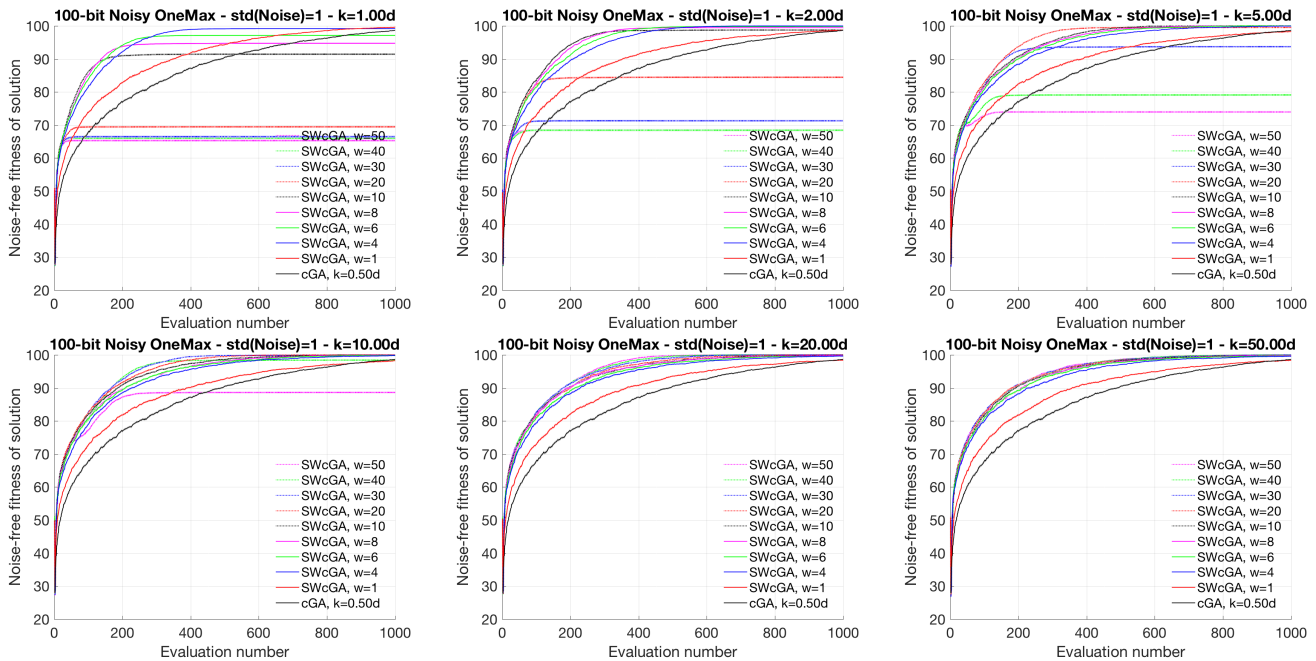 100-bit Noisy OneMax - std(Noise)=1 - k=1.00d
100
90
80
70
60
50
40
30
20
Noise-free fitness of solution
SWcGA, w=50
SWcGA, w=40
SWcGA, w=30
SWcGA, w=20
SWcGA, w=10
SWcGA, w=8
SWcGA, w=6
SWcGA, w=4
SWcGA, w=1
cGA, k=0.50d
0 200 400 600 800 1000
Evaluation number
100-bit Noisy OneMax - std(Noise)=1 - k=2.00d
100
90
80
70
60
50
40
30
20
Noise-free fitness of solution
SWcGA, w=50
SWcGA, w=40
SWcGA, w=30
SWcGA, w=20
SWcGA, w=10
SWcGA, w=8
SWcGA, w=6
SWcGA, w=4
SWcGA, w=1
cGA, k=0.50d
0 200 400 600 800 1000
Evaluation number
100-bit Noisy OneMax - std(Noise)=1 - k=5.00d
100
90
80
70
60
50
40
30
20
Noise-free fitness of solution
SWcGA, w=50
SWcGA, w=40
SWcGA, w=30
SWcGA, w=20
SWcGA, w=10
SWcGA, w=8
SWcGA, w=6
SWcGA, w=4
SWcGA, w=1
cGA, k=0.50d
0 200 400 600 800 1000
Evaluation number
100-bit Noisy OneMax - std(Noise)=1 - k=10.00d
100
90
80
70
60
50
40
30
20
Noise-free fitness of solution
SWcGA, w=50
SWcGA, w=40
SWcGA, w=30
SWcGA, w=20
SWcGA, w=10
SWcGA, w=8
SWcGA, w=6
SWcGA, w=4
SWcGA, w=1
cGA, k=0.50d
0 200 400 600 800 1000
Evaluation number
100-bit Noisy OneMax - std(Noise)=1 - k=20.00d
100
90
80
70
60
50
40
30
20
Noise-free fitness of solution
SWcGA, w=50
SWcGA, w=40
SWcGA, w=30
SWcGA, w=20
SWcGA, w=10
SWcGA, w=8
SWcGA, w=6
SWcGA, w=4
SWcGA, w=1
cGA, k=0.50d
0 200 400 600 800 1000
Evaluation number
100-bit Noisy OneMax - std(Noise)=1 - k=50.00d
100
90
80
70
60
50
40
30
20
Noise-free fitness of solution
SWcGA, w=50
SWcGA, w=40
SWcGA, w=30
SWcGA, w=20
SWcGA, w=10
SWcGA, w=8
SWcGA, w=6
SWcGA, w=4
SWcGA, w=1
cGA, k=0.50d
0 200 400 600 800 1000
Evaluation number